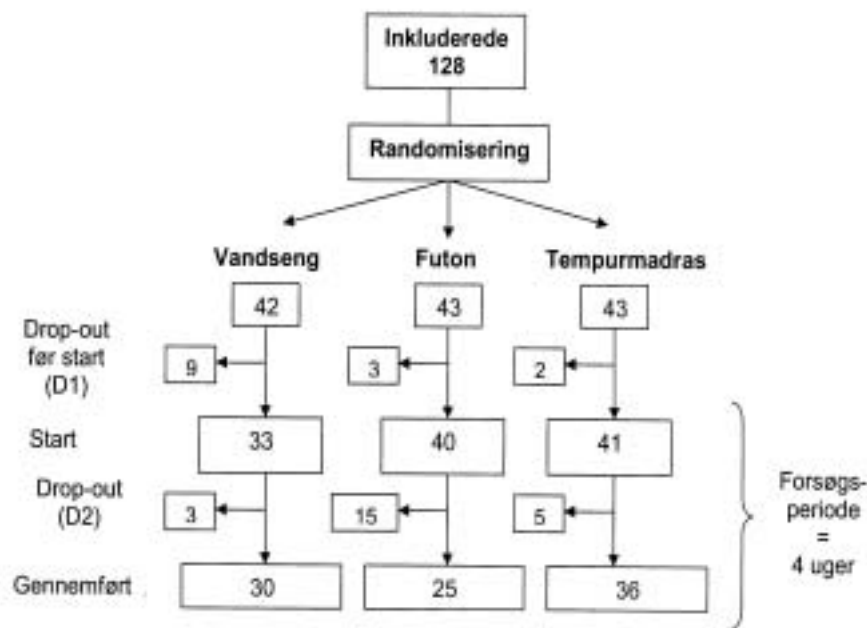 Inkluderede
128
Randomisering
Vandseng Futon Tempurmadras
42 43 43
Drop-out
før start
(D1)
9 3 2
Start 33 40 41
Drop-out
(D2)
3 15 5
Gennemført 30 25 36
Forsøgs-
periode
=
4 uger